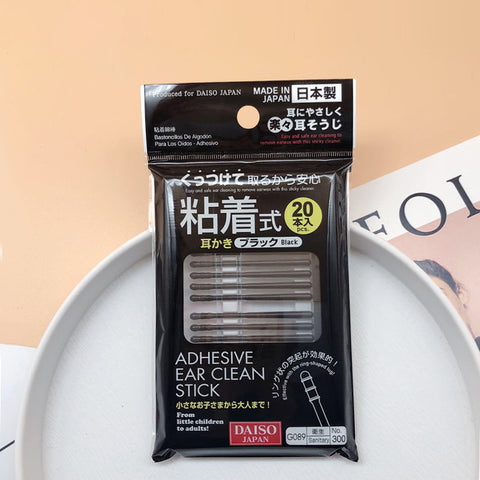 Produced for DAISO JAPAN
MADE IN
JAPAN
日本製
粘着綿棒
Bastoncillos De Algodon
Para Los Oidos - Adhesivo
耳にやさしく
楽々耳そうじ
Easy and safe ear cleaning to
remove earwax with this sticky cleaner.
くっつけて取るから安心
Easy and safe ear cleaning to remove earwax with this sticky cleaner.
粘着式
20
本入
pcs.
耳かき ブラック Black
ADHESIVE
EAR CLEAN
STICK
リング状の突起が効果的!
Effective with the ring-shaped lug!
小さなお子さまから大人まで!
From
little children
to adults!
DAISO
JAPAN
G089
衛生
Sanitary
No.
300
EOI